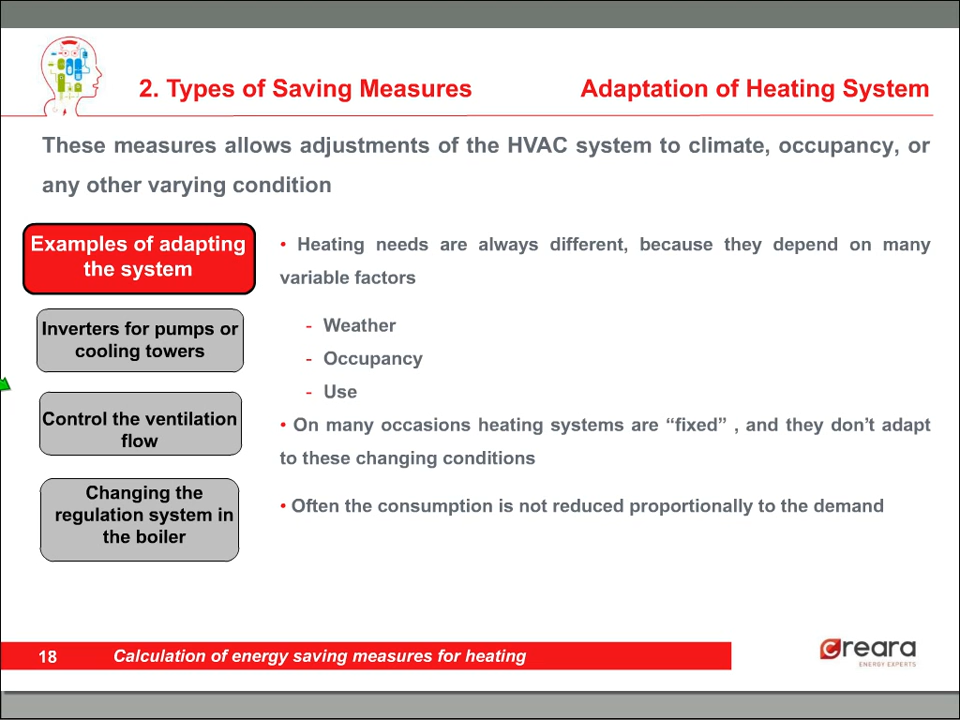 2. Types of Saving Measures
Adaptation of Heating System
These measures allows adjustments of the HVAC system to climate, occupancy, or
any other varying condition
Examples of adapting
the system
Inverters for pumps or
cooling towers
Control the ventilation
flow
Changing the
regulation system in
the boiler
• Heating needs are always different, because they depend on many
variable factors
- Weather
- Occupancy
- Use
• On many occasions heating systems are “fixed” , and they don’t adapt
to these changing conditions
• Often the consumption is not reduced proportionally to the demand
18
Calculation of energy saving measures for heating
creara
ENERGY EXPERTS